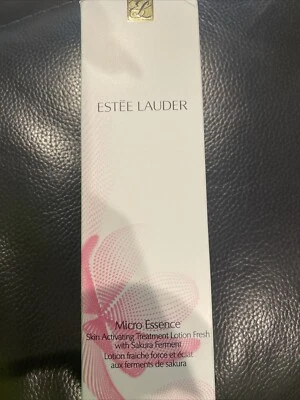 ESTĒE LAUDER
Micro Essence
Skin Activating Treatment Lotion Fresh
with Sakura Ferment
Lotion fraîche force et éclat
aux ferments de sakura